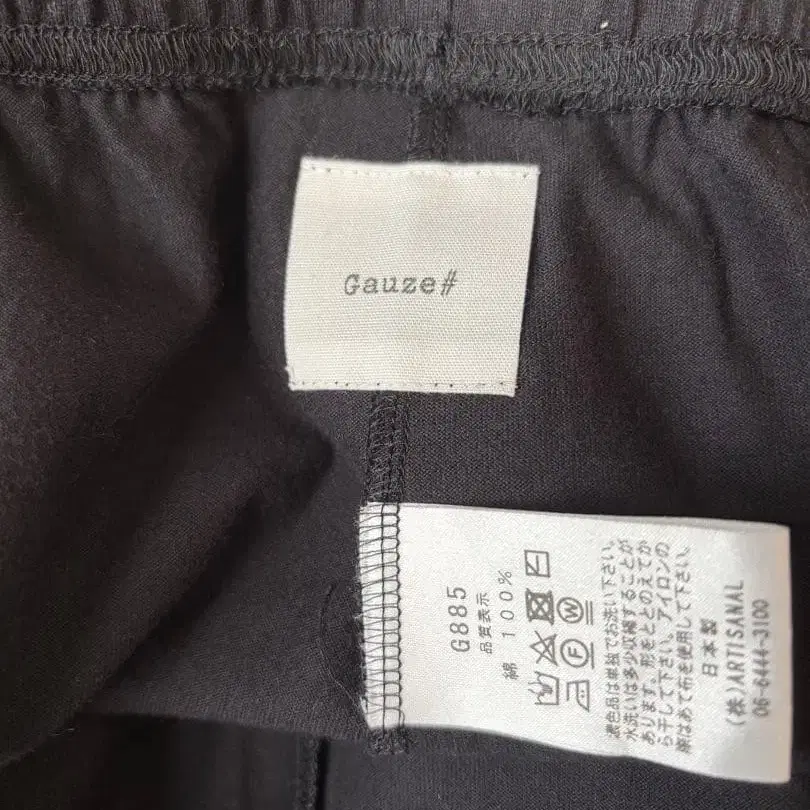 Gauze#
G885
品質表示
綿 100%
濃色品は単独でお洗い下さい。
水洗いは多少収縮することが
あります。形をととのえてか
ら干して下さい。アイロンの
際はあて布を使用して下さい。
日本製
(株)ARTISANAL
06-6444-3100